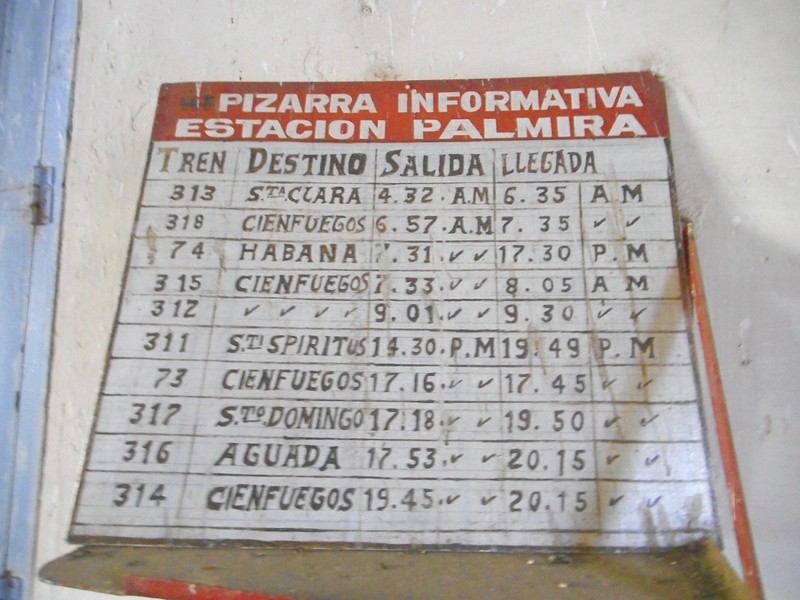 PIZARRA INFORMATIVA
ESTACION PALMIRA
TREN DESTINO SALIDA LLEGADA
313 S.TA.CLARA 4.32.A.M 6.35 A M
318 CIENFUEGOS 6.57.A.M 7.35 ✓ ✓
74 HABANA 7.31.✓ ✓ 17.30 P.M
315 CIENFUEGOS 7.33.✓ ✓ 8.05 A M
312 ✓ ✓ ✓ ✓ 9.01.✓ ✓ 9.30 ✓ ✓
311 S.TI SPIRITUS 14.30.P.M 19.49 P.M
73 CIENFUEGOS 17.16.✓ ✓ 17.45 ✓ ✓
317 S.TO.DOMINGO 17.18.✓ ✓ 19.50 ✓ ✓
316 AGUADA 17.53.✓ ✓ 20.15 ✓ ✓
314 CIENFUEGOS 19.45.✓ ✓ 20.15 ✓ ✓